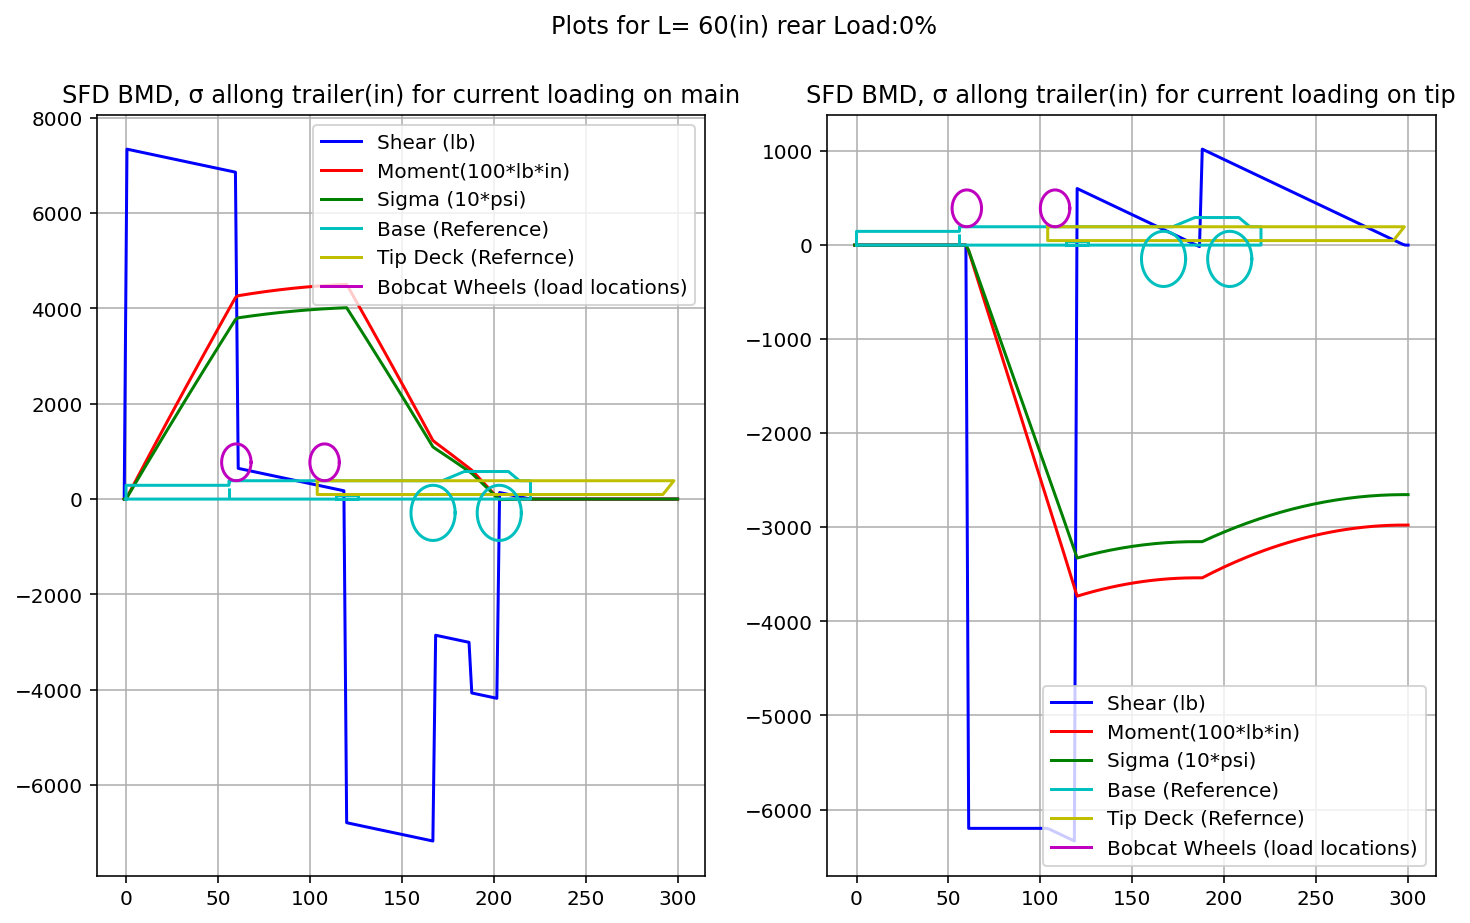 Plots for L= 60(in) rear Load:0%
SFD BMD, σ allong trailer(in) for current loading on main
8000
6000
4000
2000
0
−2000
−4000
−6000
0 50 100 150 200 250 300
Shear (lb)
Moment(100*lb*in)
Sigma (10*psi)
Base (Reference)
Tip Deck (Refernce)
Bobcat Wheels (load locations)
SFD BMD, σ allong trailer(in) for current loading on tip
1000
0
−1000
−2000
−3000
−4000
−5000
−6000
0 50 100 150 200 250 300
Shear (lb)
Moment(100*lb*in)
Sigma (10*psi)
Base (Reference)
Tip Deck (Refernce)
Bobcat Wheels (load locations)